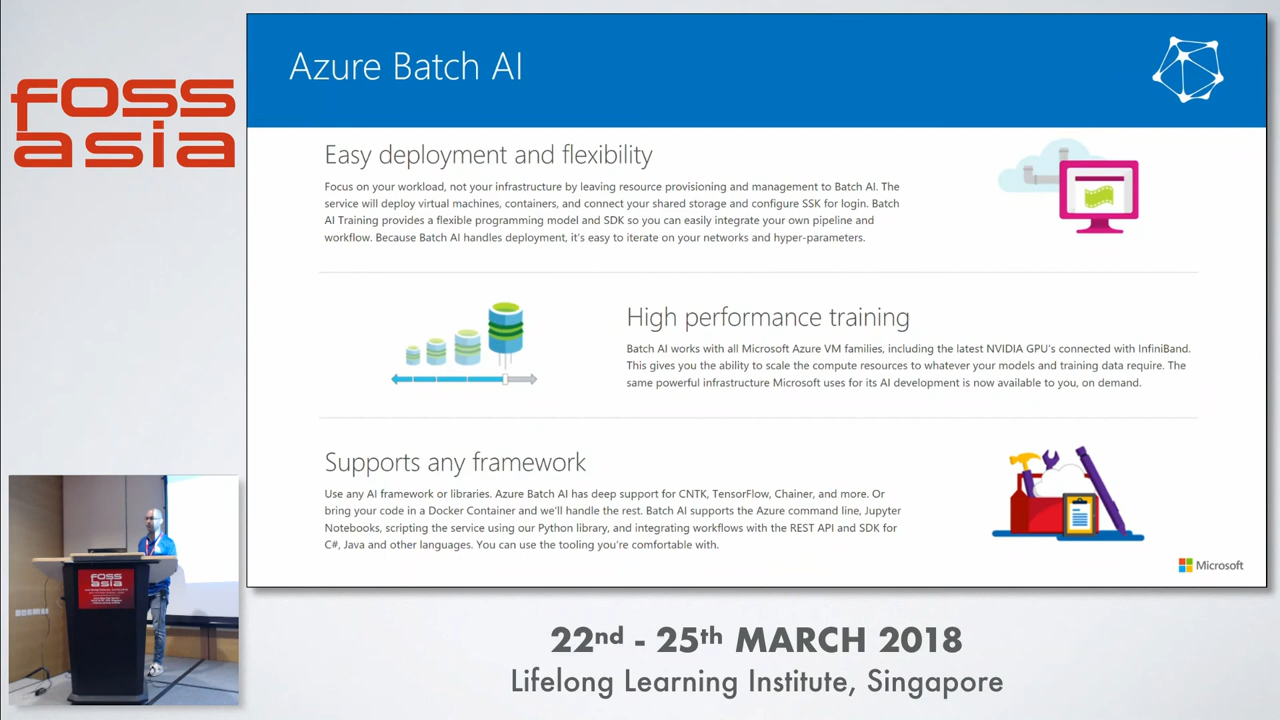 foss
asia
Azure Batch AI
Easy deployment and flexibility
Focus on your workload, not your infrastructure by leaving resource provisioning and management to Batch AI. The
service will deploy virtual machines, containers, and connect your shared storage and configure SSK for login. Batch
AI Training provides a flexible programming model and SDK so you can easily integrate your own pipeline and
workflow. Because Batch AI handles deployment, it's easy to iterate on your networks and hyper-parameters.
High performance training
Batch AI works with all Microsoft Azure VM families, including the latest NVIDIA GPU's connected with InfiniBand.
This gives you the ability to scale the compute resources to whatever your models and training data require. The
same powerful infrastructure Microsoft uses for its AI development is now available to you, on demand.
Supports any framework
Use any AI framework or libraries. Azure Batch AI has deep support for CNTK, TensorFlow, Chainer, and more. Or
bring your code in a Docker Container and we'll handle the rest. Batch AI supports the Azure command line, Jupyter
Notebooks scripting the service using our Python library, and integrating workflows with the REST API and SDK for
C#, Java and other languages. You can use the tooling you're comfortable with.
Microsoft
foss
asia
22nd - 25th MARCH 2018
Lifelong Learning Institute, Singapore